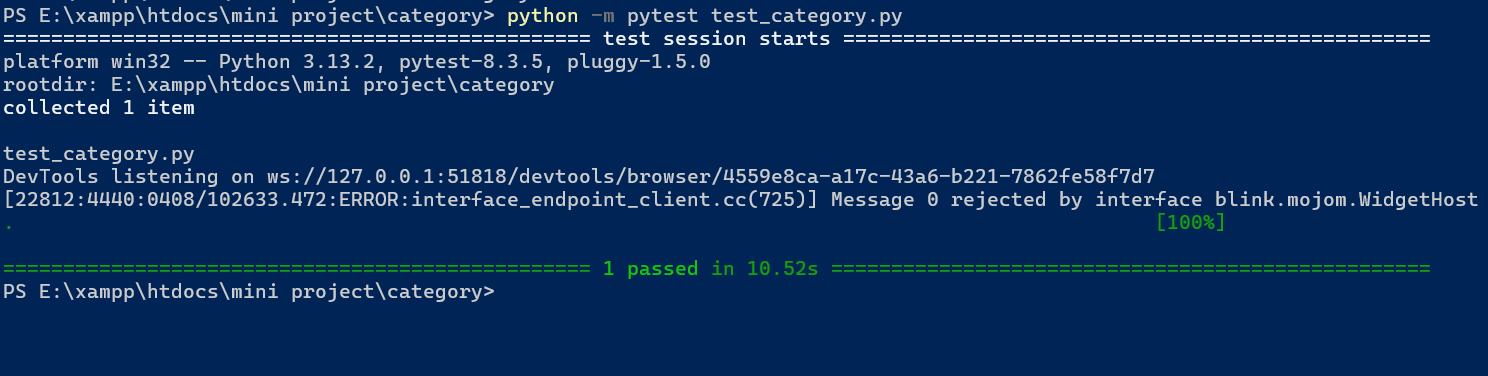 PS E:\xampp\htdocs\mini project\category> python -m pytest test_category.py
================================================= test session starts =================================================
platform win32 -- Python 3.13.2, pytest-8.3.5, pluggy-1.5.0
rootdir: E:\xampp\htdocs\mini project\category
collected 1 item
test_category.py
DevTools listening on ws://127.0.0.1:51818/devtools/browser/4559e8ca-a17c-43a6-b221-7862fe58f7d7
[22812:4440:0408/102633.472:ERROR:interface_endpoint_client.cc(725)] Message 0 rejected by interface blink.mojom.WidgetHost
. [100%]
================================================= 1 passed in 10.52s ==================================================
PS E:\xampp\htdocs\mini project\category>